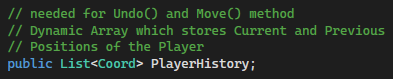 // needed for Undo() and Move() method
// Dynamic Array which stores Current and Previous
// Positions of the Player
public List<Coord> PlayerHistory;